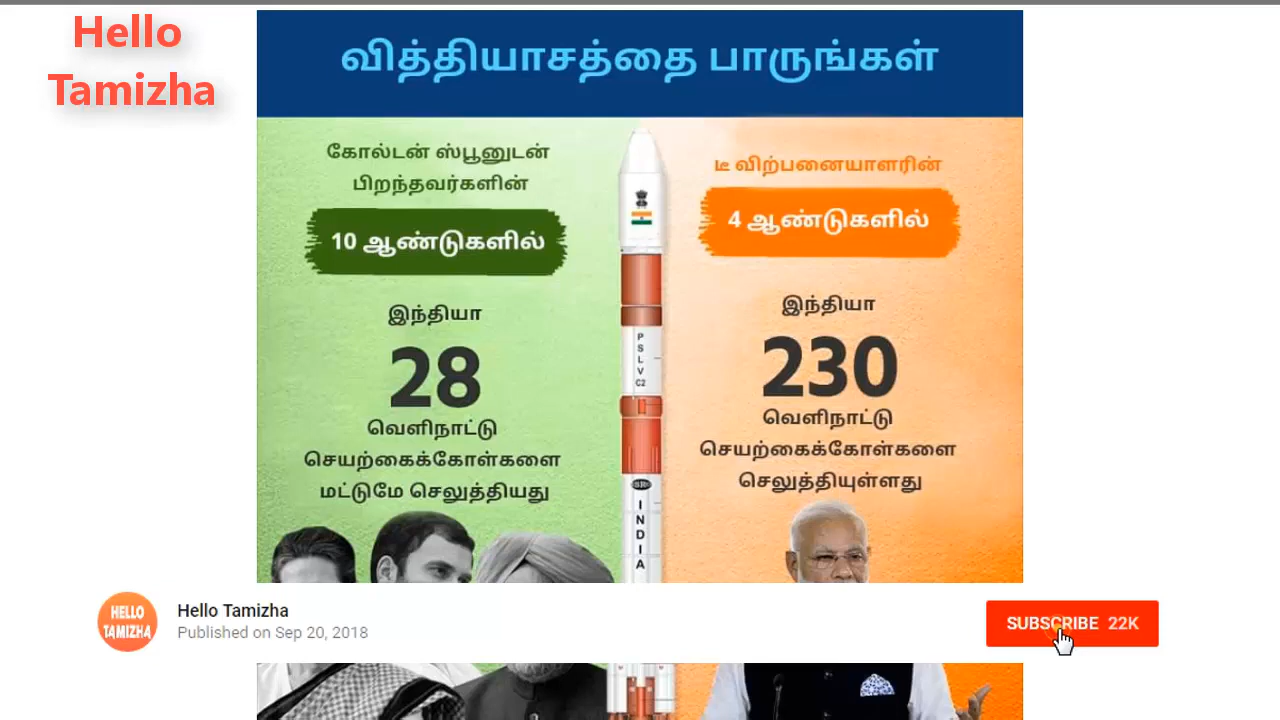 Hello
Tamizha
வித்தியாசத்தை பாருங்கள்
கோல்டன் ஸ்பூனுடன்
பிறந்தவர்களின்
10 ஆண்டுகளில்
இந்தியா
28
வெளிநாட்டு
செயற்கைக்கோள்களை
மட்டுமே செலுத்தியது
டீ விற்பனையாளரின்
4 ஆண்டுகளில்
இந்தியா
230
வெளிநாட்டு
செயற்கைக்கோள்களை
செலுத்தியுள்ளது
P
S
L
V
C2
I
N
D
I
A
HELLO
TAMIZHA
Hello Tamizha
Published on Sep 20, 2018
SUBSCRIBE 22K